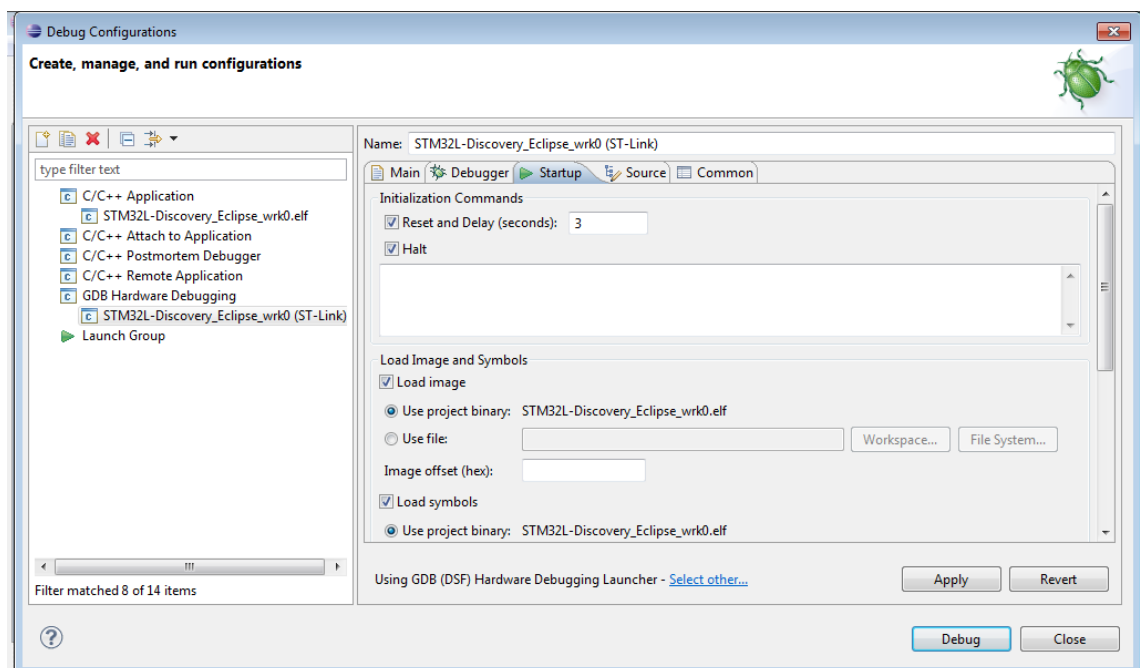 Debug Configurations
Create, manage, and run configurations
type filter text
C/C++ Application
STM32L-Discovery_Eclipse_wrk0.elf
C/C++ Attach to Application
C/C++ Postmortem Debugger
C/C++ Remote Application
GDB Hardware Debugging
STM32L-Discovery_Eclipse_wrk0 (ST-Link)
Launch Group
Filter matched 8 of 14 items
Name: STM32L-Discovery_Eclipse_wrk0 (ST-Link)
Main Debugger Startup Source Common
Initialization Commands
Reset and Delay (seconds): 3
Halt
Load Image and Symbols
Load image
Use project binary: STM32L-Discovery_Eclipse_wrk0.elf
Use file: Workspace... File System...
Image offset (hex):
Load symbols
Use project binary: STM32L-Discovery_Eclipse_wrk0.elf
Using GDB (DSF) Hardware Debugging Launcher - Select other... Apply Revert
? Debug Close